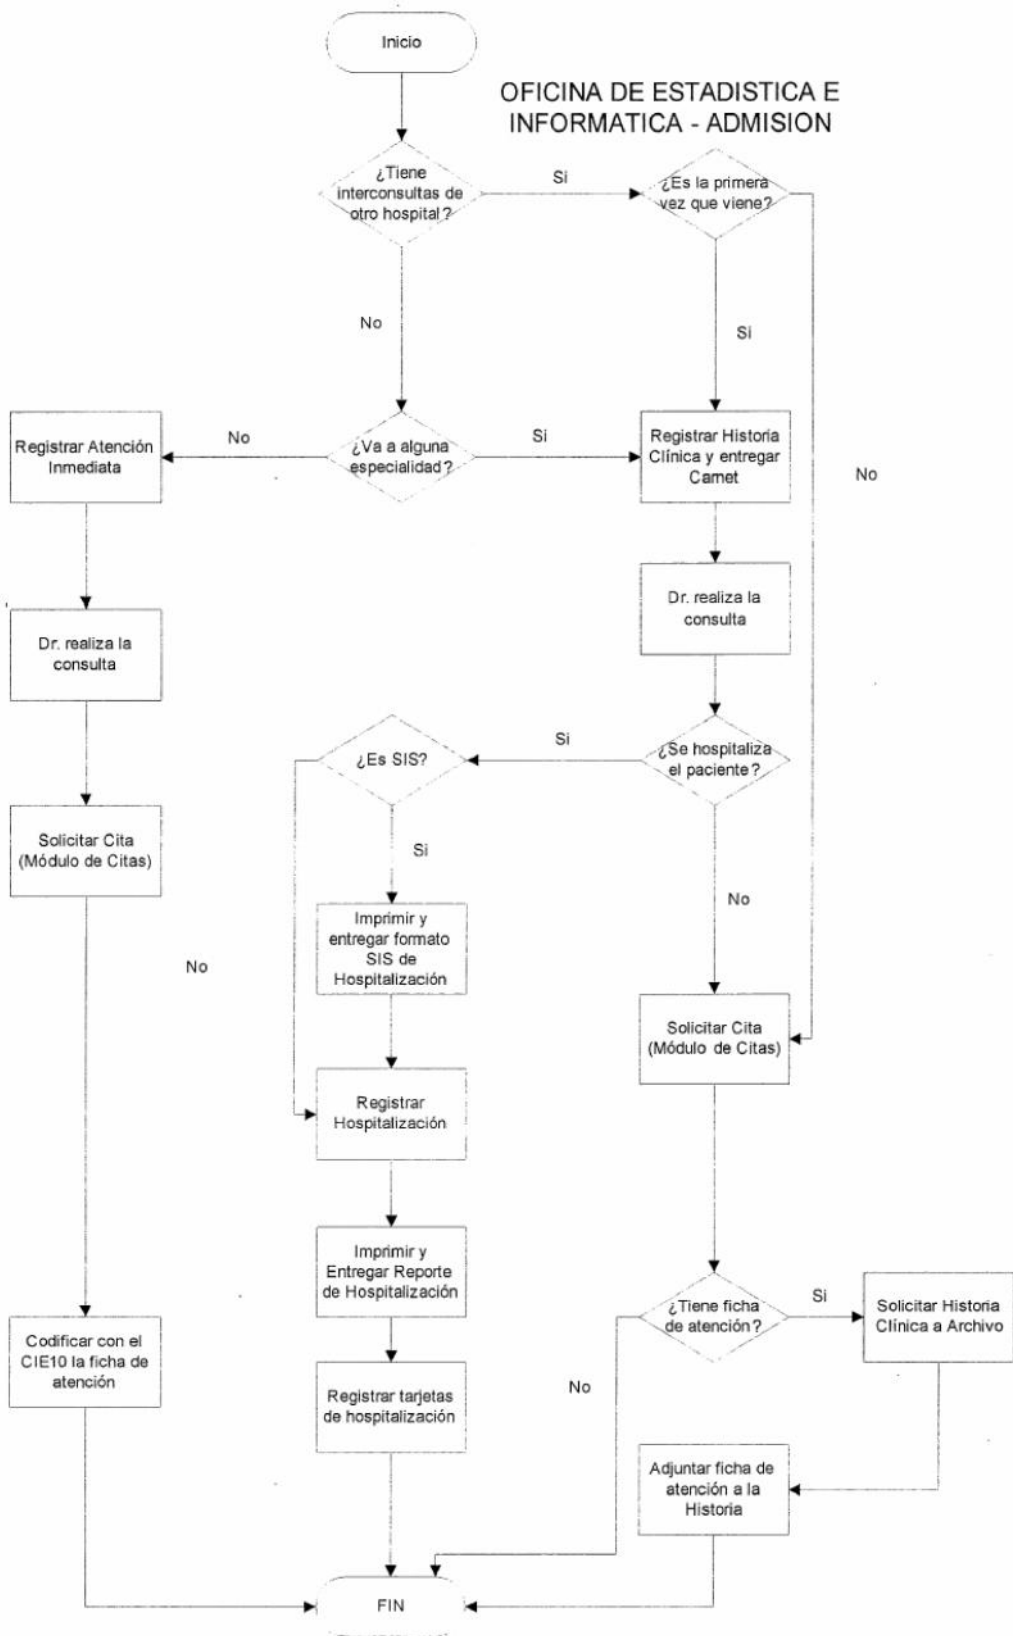 Inicio
OFICINA DE ESTADISTICA E
INFORMATICA - ADMISION
¿Tiene
interconsultas de
otro hospital?
Si
¿Es la primera
vez que viene?
No
Si
Registrar Atención
Inmediata
No
¿Va a alguna
especialidad?
Si
Registrar Historia
Clínica y entregar
Carnet
No
Dr. realiza la
consulta
Dr. realiza la
consulta
¿Es SIS?
Si
¿Se hospitaliza
el paciente?
Solicitar Cita
(Módulo de Citas)
Si
No
Imprimir y
entregar formato
SIS de
Hospitalización
No
Solicitar Cita
(Módulo de Citas)
Registrar
Hospitalización
Imprimir y
Entregar Reporte
de Hospitalización
¿Tiene ficha
de atención?
Si
Solicitar Historia
Clínica a Archivo
Codificar con el
CIE10 la ficha de
atención
Registrar tarjetas
de hospitalización
No
Adjuntar ficha de
atención a la
Historia
FIN